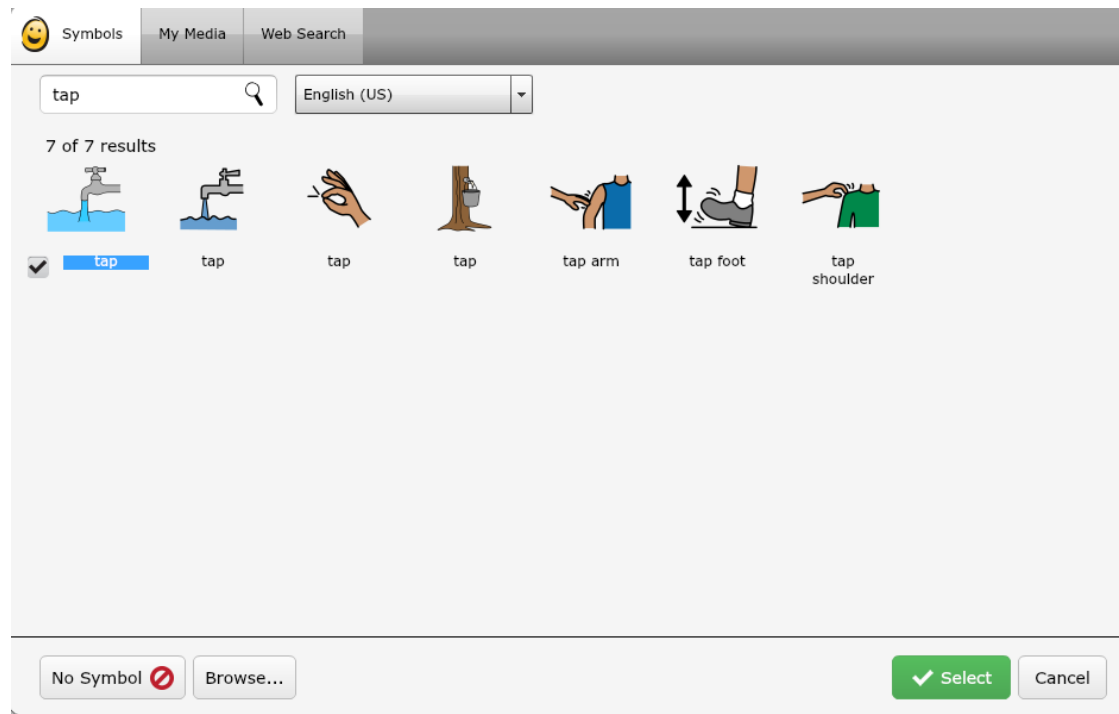 Symbols My Media Web Search
tap English (US)
7 of 7 results
tap tap tap tap tap arm tap foot tap
shoulder
No Symbol Browse... Select Cancel